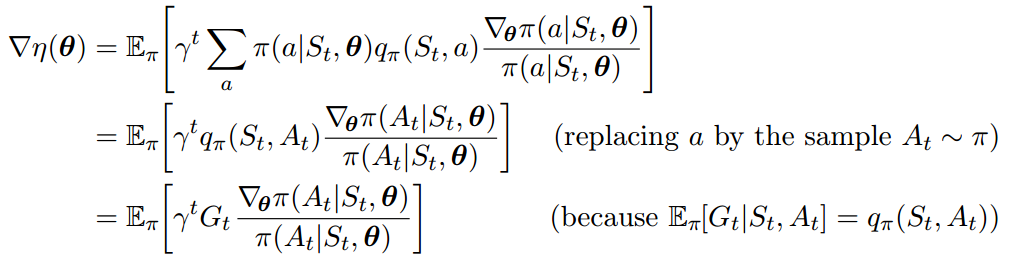 ∇η(θ) = 𝔼_π[γ^t ∑_a π(a|S_t, θ)q_π(S_t, a) ∇_θπ(a|S_t, θ)/π(a|S_t, θ)]
= 𝔼_π[γ^t q_π(S_t, A_t) ∇_θπ(A_t|S_t, θ)/π(A_t|S_t, θ)] (replacing a by the sample A_t ∼ π)
= 𝔼_π[γ^t G_t ∇_θπ(A_t|S_t, θ)/π(A_t|S_t, θ)] (because 𝔼_π[G_t|S_t, A_t] = q_π(S_t, A_t))